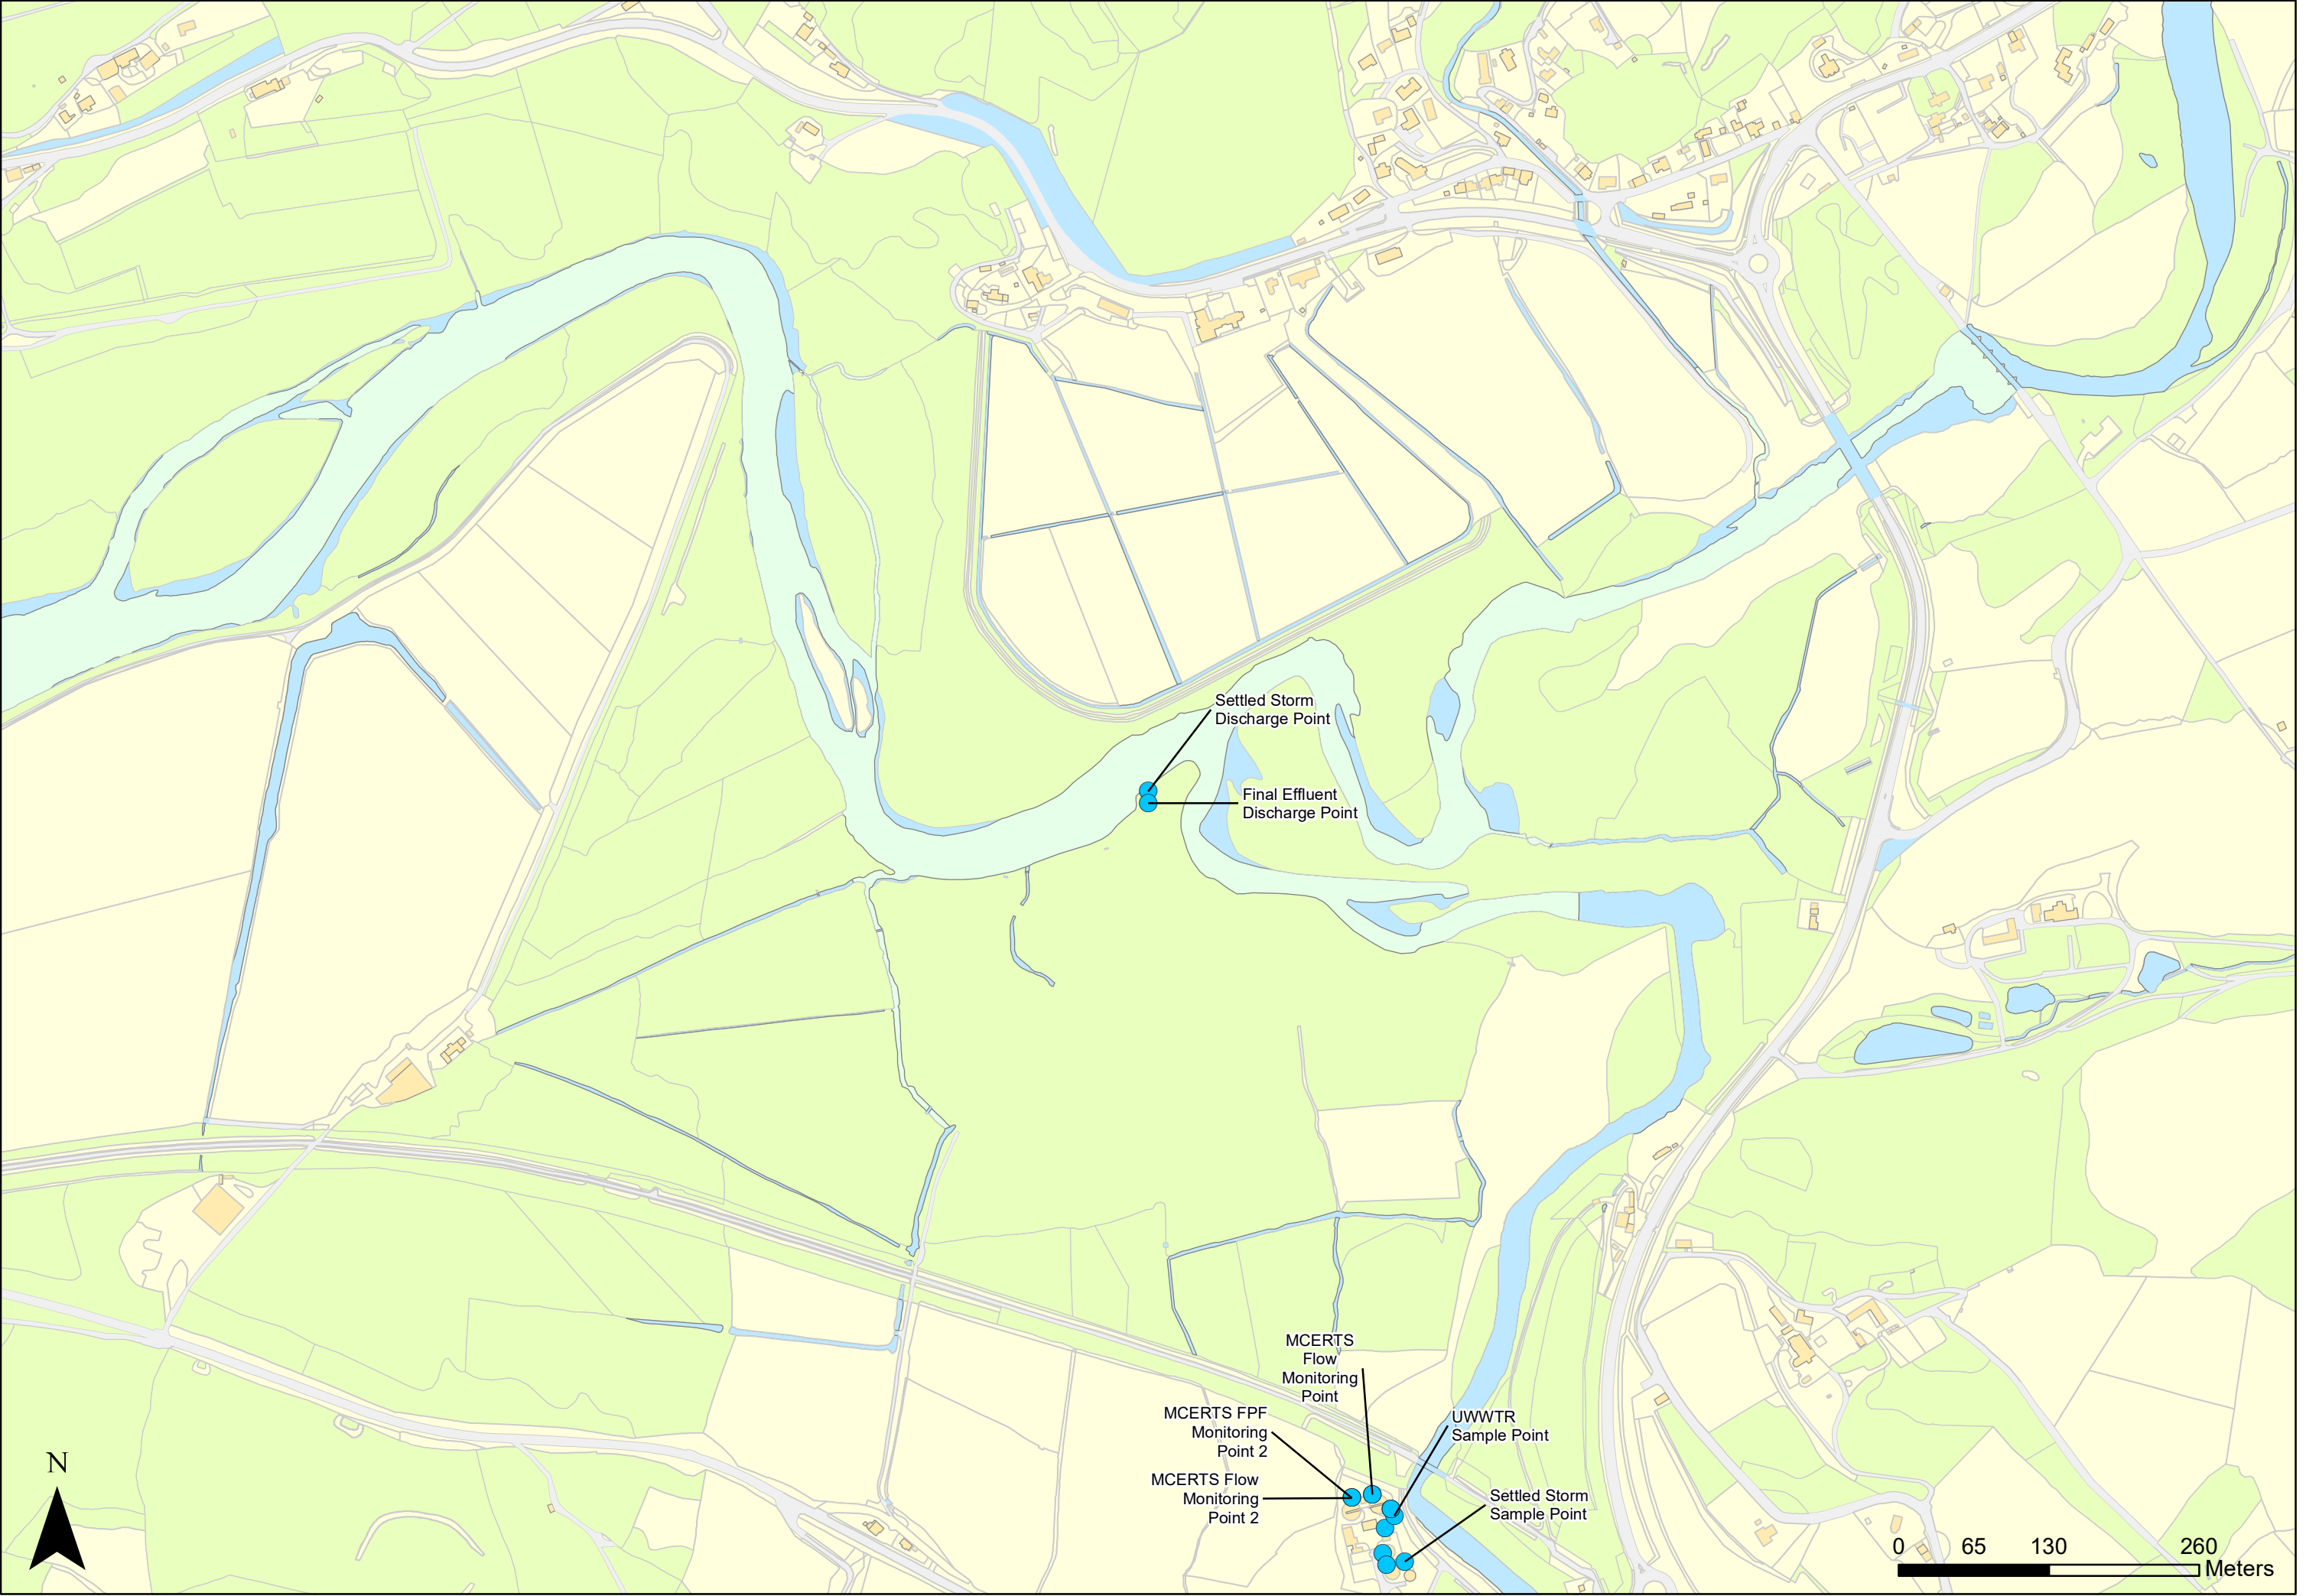 Settled Storm
Discharge Point
Final Effluent
Discharge Point
MCERTS
Flow
Monitoring
Point
MCERTS FPF
Monitoring
Point 2
UWWTR
Sample Point
MCERTS Flow
Monitoring
Point 2
Settled Storm
Sample Point
N
0 65 130 260
Meters